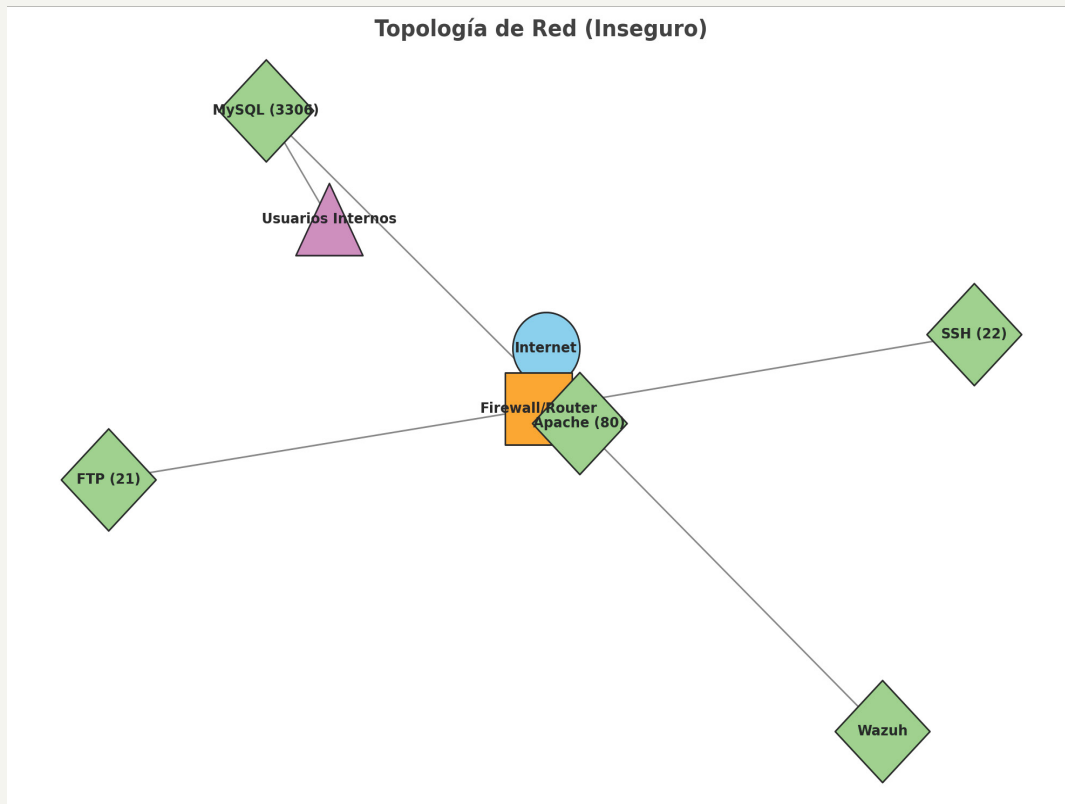 Topología de Red (Inseguro)
MySQL (3306)
Usuarios Internos
SSH (22)
Internet
Firewall/Router
Apache (80)
FTP (21)
Wazuh